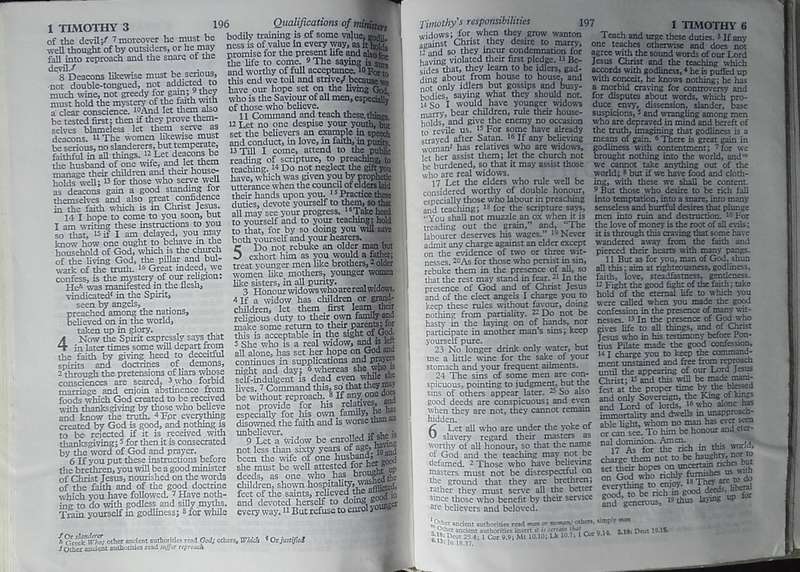 1 TIMOTHY 3
196
Qualifications of ministers
of the devil;f 7 moreover he must be
well thought of by outsiders, or he may
fall into reproach and the snare of the
devil.f
8 Deacons likewise must be serious,
not double-tongued, not addicted to
much wine, not greedy for gain; 9 they
must hold the mystery of the faith with
a clear conscience. 10 And let them also
be tested first; then if they prove them-
selves blameless let them serve as
deacons. 11 The women likewise must
be serious, no slanderers, but temperate,
faithful in all things. 12 Let deacons be
the husband of one wife, and let them
manage their children and their house-
holds well; 13 for those who serve well
as deacons gain a good standing for
themselves and also great confidence
in the faith which is in Christ Jesus.
14 I hope to come to you soon, but
I am writing these instructions to you
so that, 15 if I am delayed, you may
know how one ought to behave in the
household of God, which is the church
of the living God, the pillar and bul-
wark of the truth. 16 Great indeed, we
confess, is the mystery of our religion:
Heh was manifested in the flesh,
vindicatedi in the Spirit,
seen by angels,
preached among the nations,
believed on in the world,
taken up in glory.
4 Now the Spirit expressly says that
in later times some will depart from
the faith by giving heed to deceitful
spirits and doctrines of demons,
2 through the pretensions of liars whose
consciences are seared, 3 who forbid
marriage and enjoin abstinence from
foods which God created to be received
with thanksgiving by those who believe
and know the truth. 4 For everything
created by God is good, and nothing is
to be rejected if it is received with
thanksgiving; 5 for then it is consecrated
by the word of God and prayer.
6 If you put these instructions before
the brethren, you will be a good minister
of Christ Jesus, nourished on the words
of the faith and of the good doctrine
which you have followed. 7 Have noth-
ing to do with godless and silly myths.
Train yourself in godliness; 8 for while
bodily training is of some value, godli-
ness is of value in every way, as it holds
promise for the present life and also for
the life to come. 9 The saying is sure
and worthy of full acceptance. 10 For to
this end we toil and strive,j because we
have our hope set on the living God,
who is the Saviour of all men, especially
of those who believe.
11 Command and teach these things.
12 Let no one despise your youth, but
set the believers an example in speech
and conduct, in love, in faith, in purity.
13 Till I come, attend to the public
reading of scripture, to preaching, to
teaching. 14 Do not neglect the gift you
have, which was given you by prophetic
utterance when the council of elders laid
their hands upon you. 15 Practise these
duties, devote yourself to them, so that
all may see your progress. 16 Take heed
to yourself and to your teaching; hold
to that, for by so doing you will save
both yourself and your hearers.
5 Do not rebuke an older man but
exhort him as you would a father;
treat younger men like brothers, 2 older
women like mothers, younger women
like sisters, in all purity.
3 Honour widows who are real widows.
4 If a widow has children or grand-
children, let them first learn their
religious duty to their own family and
make some return to their parents; for
this is acceptable in the sight of God.
5 She who is a real widow, and is left
all alone, has set her hope on God and
continues in supplications and prayers
night and day; 6 whereas she who is
self-indulgent is dead even while she
lives. 7 Command this, so that they may
be without reproach. 8 If any one does
not provide for his relatives, and
especially for his own family, he has
disowned the faith and is worse than an
unbeliever.
9 Let a widow be enrolled if she is
not less than sixty years of age, having
been the wife of one husband; 10 and
she must be well attested for her good
deeds, as one who has brought up
children, shown hospitality, washed the
feet of the saints, relieved the afflicted,
and devoted herself to doing good in
every way. 11 But refuse to enrol younger
f Or slanderer
h Greek Who; other ancient authorities read God; others, Which i Or justified
j Other ancient authorities read suffer reproach
Timothy's responsibilities
197
1 TIMOTHY 6
widows; for when they grow wanton
against Christ they desire to marry,
12 and so they incur condemnation for
having violated their first pledge. 13 Be-
sides that, they learn to be idlers, gad-
ding about from house to house, and
not only idlers but gossips and busy-
bodies, saying what they should not.
14 So I would have younger widows
marry, bear children, rule their house-
holds, and give the enemy no occasion
to revile us. 15 For some have already
strayed after Satan. 16 If any believing
womanl has relatives who are widows,
let her assist them; let the church not
be burdened, so that it may assist those
who are real widows.
17 Let the elders who rule well be
considered worthy of double honour,
especially those who labour in preaching
and teaching; 18 for the scripture says,
"You shall not muzzle an ox when it is
treading out the grain," and, "The
labourer deserves his wages." 19 Never
admit any charge against an elder except
on the evidence of two or three wit-
nesses. 20 As for those who persist in sin,
rebuke them in the presence of all, so
that the rest may stand in fear. 21 In the
presence of God and of Christ Jesus
and of the elect angels I charge you to
keep these rules without favour, doing
nothing from partiality. 22 Do not be
hasty in the laying on of hands, nor
participate in another man's sins; keep
yourself pure.
23 No longer drink only water, but
use a little wine for the sake of your
stomach and your frequent ailments.
24 The sins of some men are con-
spicuous, pointing to judgment, but the
sins of others appear later. 25 So also
good deeds are conspicuous and even
when they are not, they cannot remain
hidden.
6 Let all who are under the yoke of
slavery regard their masters as
worthy of all honour, so that the name
of God and the teaching may not be
defamed. 2 Those who have believing
masters must not be disrespectful on
the ground that they are brethren;
rather they must serve all the better
since those who benefit by their service
are believers and beloved.
Teach and urge these duties. 3 If any
one teaches otherwise and does not
agree with the sound words of our Lord
Jesus Christ and the teaching which
accords with godliness, 4 he is puffed up
with conceit, he knows nothing; he has
a morbid craving for controversy and
for disputes about words, which pro-
duce envy, dissension, slander, base
suspicions, 5 and wrangling among men
who are depraved in mind and bereft of
the truth, imagining that godliness is a
means of gain. 6 There is great gain in
godliness with contentment; 7 for we
brought nothing into the world, andm
we cannot take anything out of the
world; 8 but if we have food and cloth-
ing, with these we shall be content.
9 But those who desire to be rich fall
into temptation, into a snare, into many
senseless and hurtful desires that plunge
men into ruin and destruction. 10 For
the love of money is the root of all evils;
it is through this craving that some have
wandered away from the faith and
pierced their hearts with many pangs.
11 But as for you, man of God, shun
all this; aim at righteousness, godliness,
faith, love, steadfastness, gentleness.
12 Fight the good fight of the faith; take
hold of the eternal life to which you
were called when you made the good
confession in the presence of many wit-
nesses. 13 In the presence of God who
gives life to all things, and of Christ
Jesus who in his testimony before Pon-
tius Pilate made the good confession,
14 I charge you to keep the command-
ment unstained and free from reproach
until the appearing of our Lord Jesus
Christ; 15 and this will be made mani-
fest at the proper time by the blessed
and only Sovereign, the King of kings
and Lord of lords, 16 who alone has
immortality and dwells in unapproach-
able light, whom no man has ever seen
or can see. To him be honour and eter-
nal dominion. Amen.
17 As for the rich in this world,
charge them not to be haughty, nor to
set their hopes on uncertain riches but
on God who richly furnishes us with
everything to enjoy. 18 They are to do
good, to be rich in good deeds, liberal
and generous, 19 thus laying up for
l Other ancient authorities read man or woman; others, simply man
m Other ancient authorities insert it is certain that
5.18: Deut 25.4; 1 Cor 9.9; Mt 10.10; Lk 10.7; 1 Cor 9.14. 5.19: Deut 19.15.
6.13: Jn 18.37.